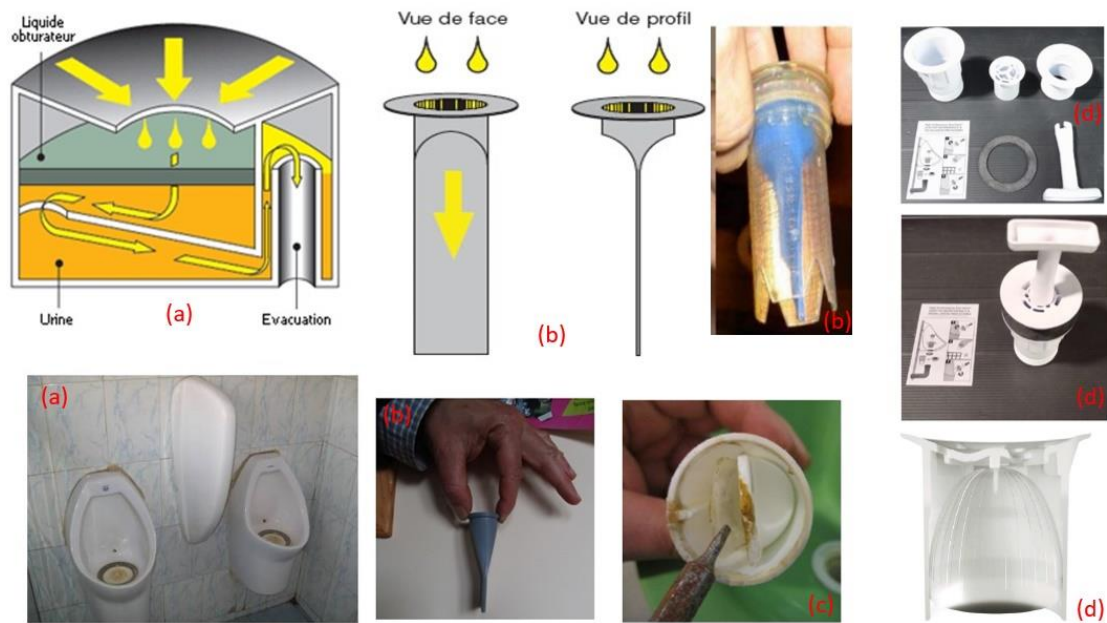 Liquide
obturateur
Urine
(a)
Evacuation
Vue de face
Vue de profil
(b)
(b)
(d)
(d)
(a)
(b)
(c)
(d)